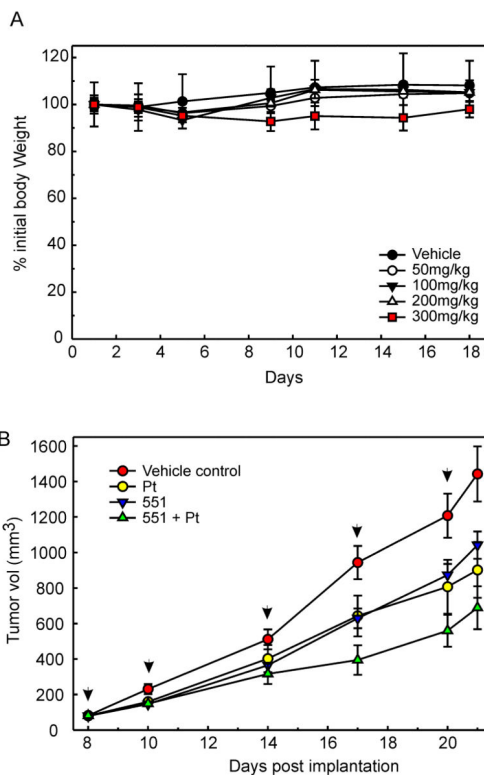 A
120
100
80
60
40
20
0
% initial body Weight
Vehicle
50mg/kg
100mg/kg
200mg/kg
300mg/kg
0 2 4 6 8 10 12 14 16 18
Days
B
1600
1400
1200
1000
800
600
400
200
0
Tumor vol (mm³)
Vehicle control
Pt
551
551 + Pt
8 10 12 14 16 18 20
Days post implantation